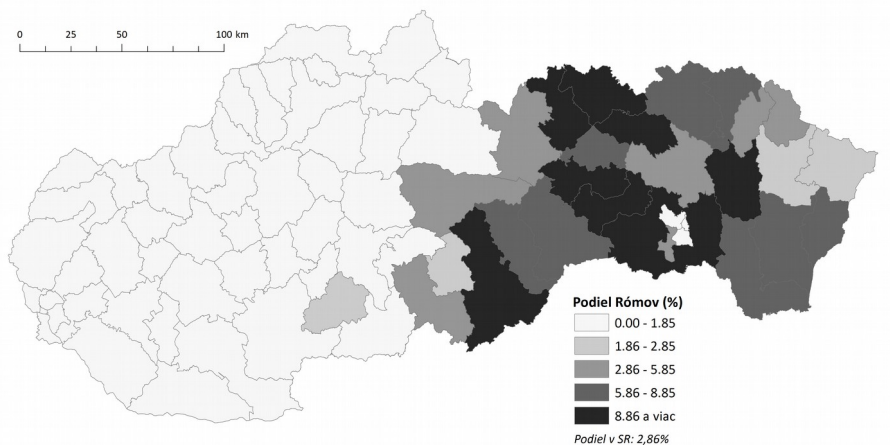 0 25 50 100 km
Podiel Rómov (%)
0.00 - 1.85
1.86 - 2.85
2.86 - 5.85
5.86 - 8.85
8.86 a viac
Podiel v SR: 2,86%